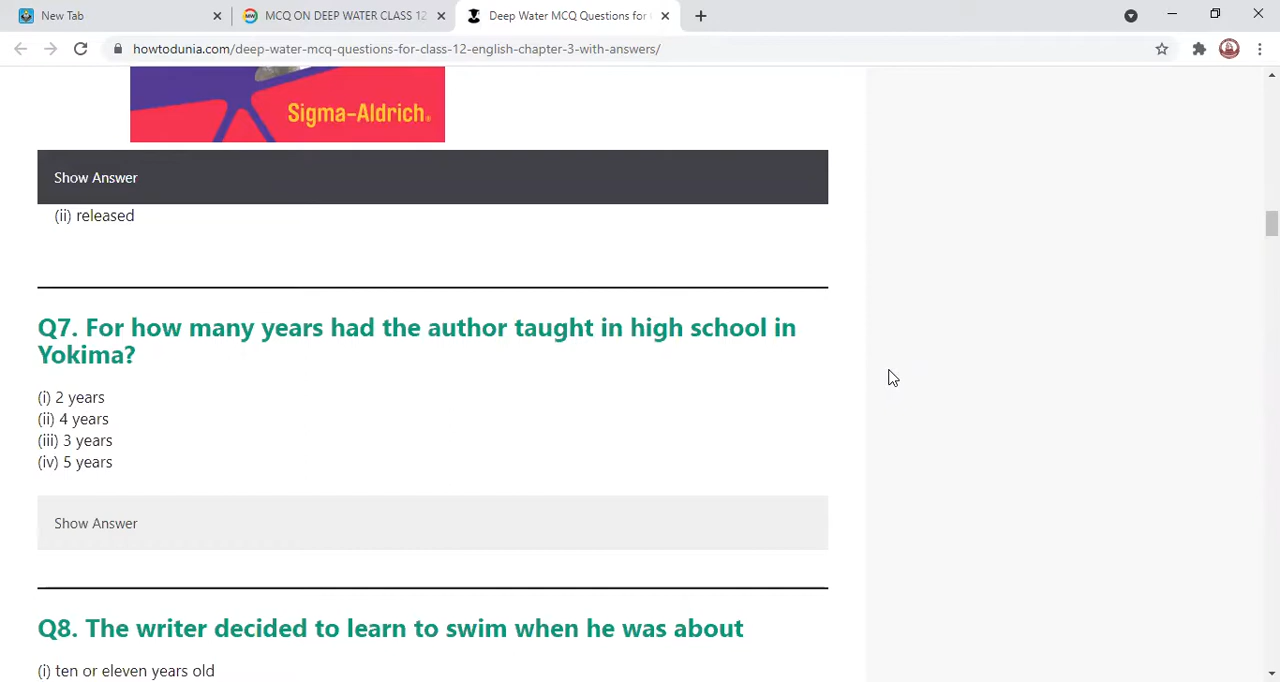 New Tab
MCQ ON DEEP WATER CLASS 12
Deep Water MCQ Questions for
howtodunia.com/deep-water-mcq-questions-for-class-12-english-chapter-3-with-answers/
Sigma-Aldrich®
Show Answer
(ii) released
Q7. For how many years had the author taught in high school in
Yokima?
(i) 2 years
(ii) 4 years
(iii) 3 years
(iv) 5 years
Show Answer
Q8. The writer decided to learn to swim when he was about
(i) ten or eleven years old